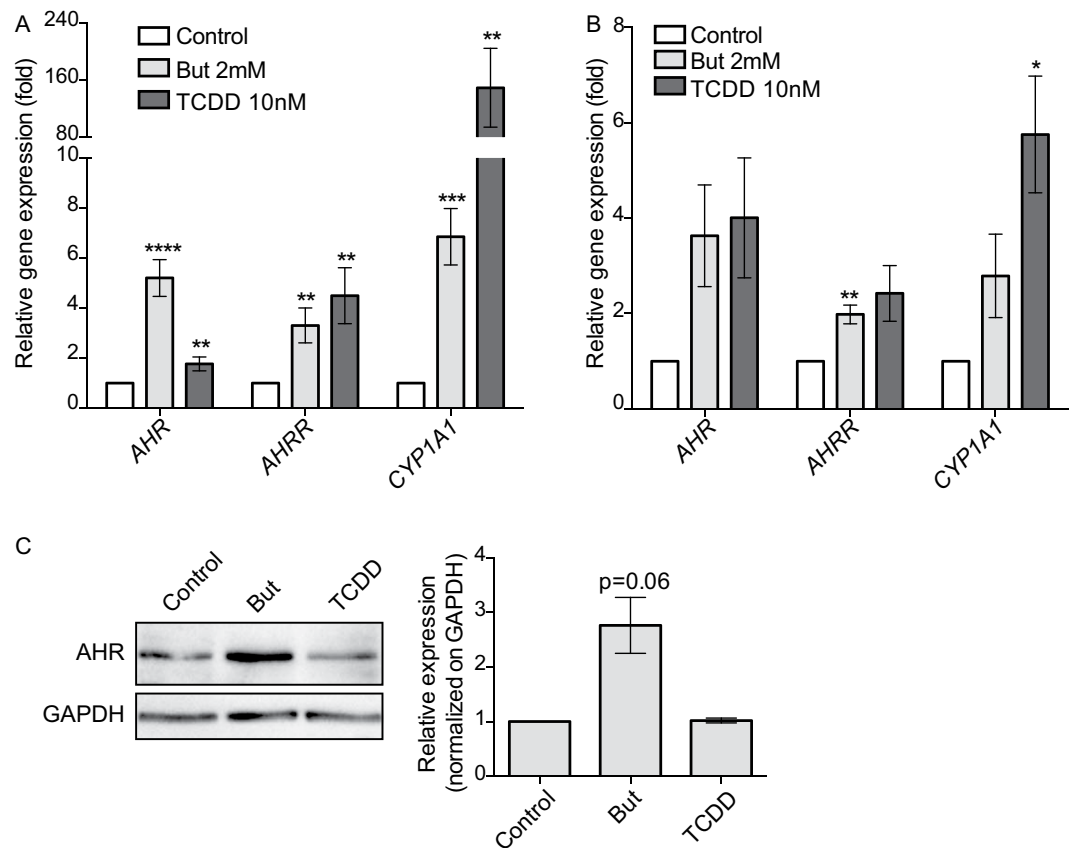 A
Relative gene expression (fold)
240
160
80
10
8
6
4
2
0
Control
But 2mM
TCDD 10nM
****
**
**
**
***
**
AHR
AHRR
CYP1A1
B
Relative gene expression (fold)
8
6
4
2
0
Control
But 2mM
TCDD 10nM
**
*
AHR
AHRR
CYP1A1
C
Control
But
TCDD
AHR
GAPDH
Relative expression
(normalized on GAPDH)
4
3
2
1
0
p=0.06
Control
But
TCDD